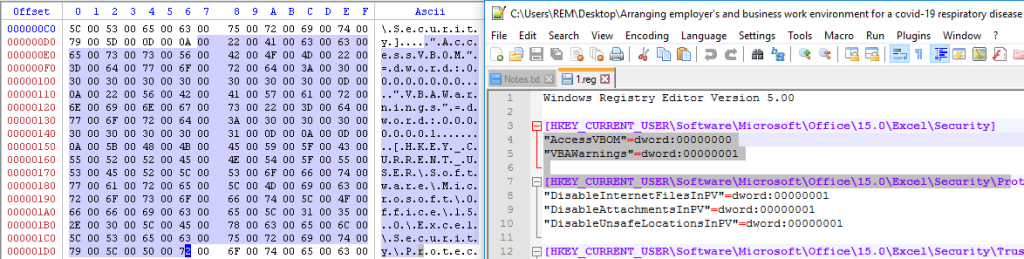 Offset 0 1 2 3 4 5 6 7 8 9 A B C D E F Ascii
000000C0 5C 00 53 00 65 00 63 00 75 00 72 00 69 00 74 00 \.S.e.c.u.r.i.t.
000000D0 79 00 5D 00 0D 00 0A 00 22 00 41 00 63 00 63 00 y.].....".A.c.c.
000000E0 65 00 73 00 73 00 56 00 42 00 4F 00 4D 00 22 00 e.s.s.V.B.O.M.".
000000F0 3D 00 64 00 77 00 6F 00 72 00 64 00 3A 00 30 00 =.d.w.o.r.d.:.0.
00000100 30 00 30 00 30 00 30 00 30 00 30 00 30 00 0D 00 0.0.0.0.0.0.0...
00000110 0A 00 22 00 56 00 42 00 41 00 57 00 61 00 72 00 ..".V.B.A.W.a.r.
00000120 6E 00 69 00 6E 00 67 00 73 00 22 00 3D 00 64 00 n.i.n.g.s.".=.d.
00000130 77 00 6F 00 72 00 64 00 3A 00 30 00 30 00 30 00 w.o.r.d.:.0.0.0.
00000140 30 00 30 00 30 00 30 00 31 00 0D 00 0A 00 0D 00 0.0.0.0.1.......
00000150 0A 00 5B 00 48 00 4B 00 45 00 59 00 5F 00 43 00 ..[.H.K.E.Y._.C.
00000160 55 00 52 00 52 00 45 00 4E 00 54 00 5F 00 55 00 U.R.R.E.N.T._.U.
00000170 53 00 45 00 52 00 5C 00 53 00 6F 00 66 00 74 00 S.E.R.\.S.o.f.t.
00000180 77 00 61 00 72 00 65 00 5C 00 4D 00 69 00 63 00 w.a.r.e.\.M.i.c.
00000190 72 00 6F 00 73 00 6F 00 66 00 74 00 5C 00 4F 00 r.o.s.o.f.t.\.O.
000001A0 66 00 66 00 69 00 63 00 65 00 5C 00 31 00 35 00 f.f.i.c.e.\.1.5.
000001B0 2E 00 30 00 5C 00 45 00 78 00 63 00 65 00 6C 00 ..0.\.E.x.c.e.l.
000001C0 5C 00 53 00 65 00 63 00 75 00 72 00 69 00 74 00 \.S.e.c.u.r.i.t.
000001D0 79 00 5C 00 50 00 72 00 6F 00 74 00 65 00 63 00 y.\.P.r.o.t.e.c.
C:\Users\REM\Desktop\Arranging employer's and business work environment for a covid-19 respiratory disease
File Edit Search View Encoding Language Settings Tools Macro Run Plugins Window ?
Notes.txt 1.reg
1 Windows Registry Editor Version 5.00
2
3 [HKEY_CURRENT_USER\Software\Microsoft\Office\15.0\Excel\Security]
4 "AccessVBOM"=dword:00000000
5 "VBAWarnings"=dword:00000001
6
7 [HKEY_CURRENT_USER\Software\Microsoft\Office\15.0\Excel\Security\Prot
8 "DisableInternetFilesInPV"=dword:00000001
9 "DisableAttachmentsInPV"=dword:00000001
10 "DisableUnsafeLocationsInPV"=dword:00000001
11
12 [HKEY_CURRENT_USER\Software\Microsoft\Office\15.0\Excel\Security\Trus